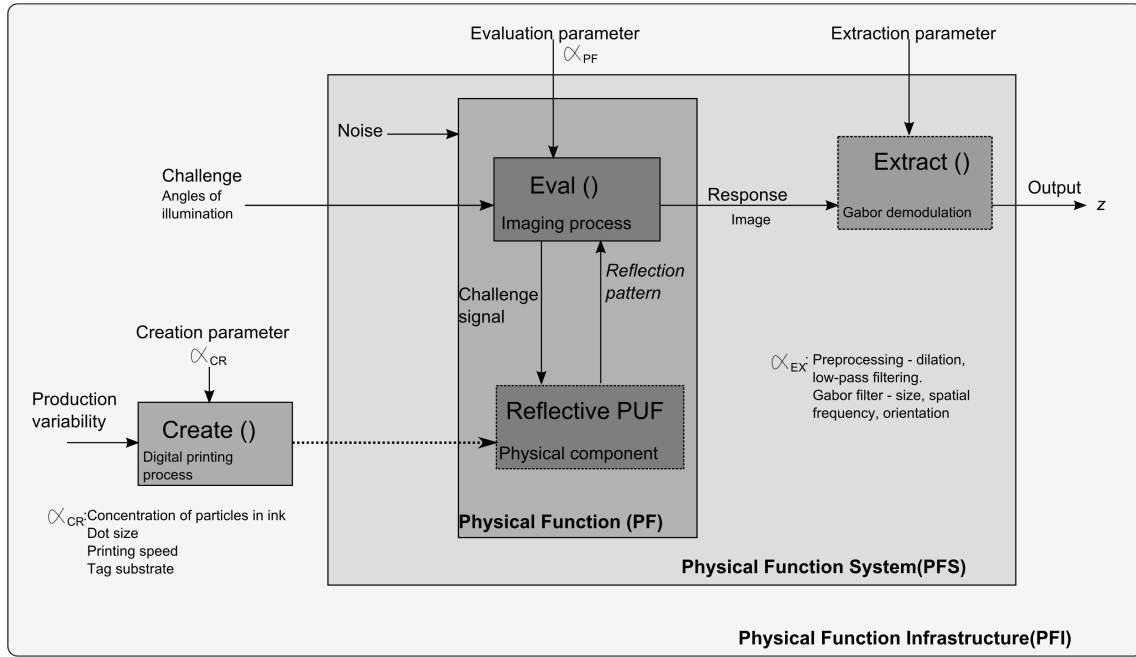 Evaluation parameter
∝PF
Extraction parameter
Noise
Challenge
Angles of
illumination
Eval ()
Imaging process
Response
Image
Extract ()
Gabor demodulation
Output
z
Challenge
signal
Reflection
pattern
Creation parameter
∝CR
Production
variability
Create ()
Digital printing
process
Reflective PUF
Physical component
∝EX: Preprocessing - dilation,
low-pass filtering.
Gabor filter - size, spatial
frequency, orientation
∝CR:Concentration of particles in ink
Dot size
Printing speed
Tag substrate
Physical Function (PF)
Physical Function System(PFS)
Physical Function Infrastructure(PFI)